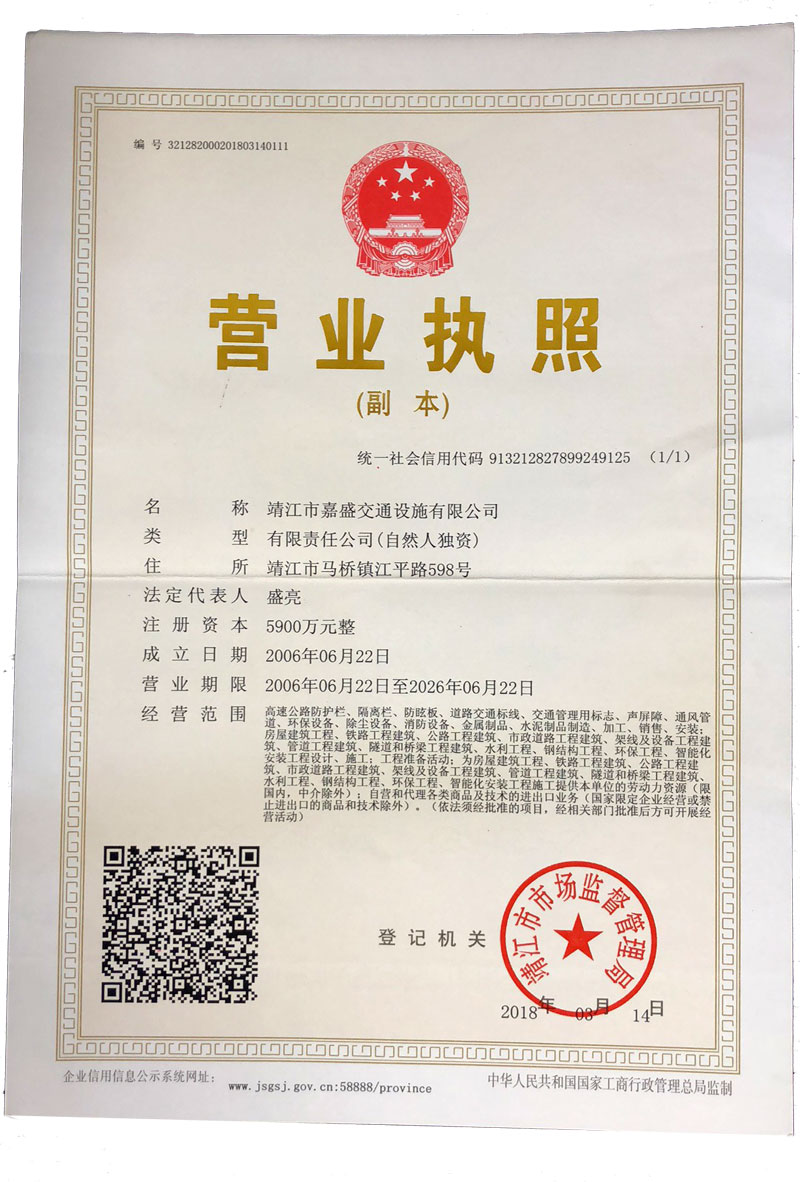 编 号 321282000201803140111
营业执照
(副 本)
统一社会信用代码 913212827899249125 (1/1)
名 称 靖江市嘉盛交通设施有限公司
类 型 有限责任公司(自然人独资)
住 所 靖江市马桥镇江平路598号
法定代表人 盛亮
注册资本 5900万元整
成立日期 2006年06月22日
营业期限 2006年06月22日至2026年06月22日
经营范围 高速公路防护栏、隔离栏、防眩板、道路交通标线、交通管理用标志、声屏障、通风管
道、环保设备、除尘设备、消防设备、金属制品、水泥制品制造、加工、销售、安装;
房屋建筑工程、铁路工程建筑、公路工程建筑、市政道路工程建筑、架线及设备工程建
筑、管道工程建筑、隧道和桥梁工程建筑、水利工程、钢结构工程、环保工程、智能化
安装工程设计、施工;工程准备活动;为房屋建筑工程、铁路工程建筑、公路工程建
筑、市政道路工程建筑、架线及设备工程建筑、管道工程建筑、隧道和桥梁工程建筑、
水利工程、钢结构工程、环保工程、智能化安装工程施工提供本单位的劳动力资源(限
国内,中介除外);自营和代理各类商品及技术的进出口业务(国家限定企业经营或禁
止进出口的商品和技术除外)。(依法须经批准的项目,经相关部门批准后方可开展经
营活动)
登记机关
靖江市市场监督管理局
2018年 03月 14日
企业信用信息公示系统网址: www.jsgsj.gov.cn:58888/province
中华人民共和国国家工商行政管理总局监制